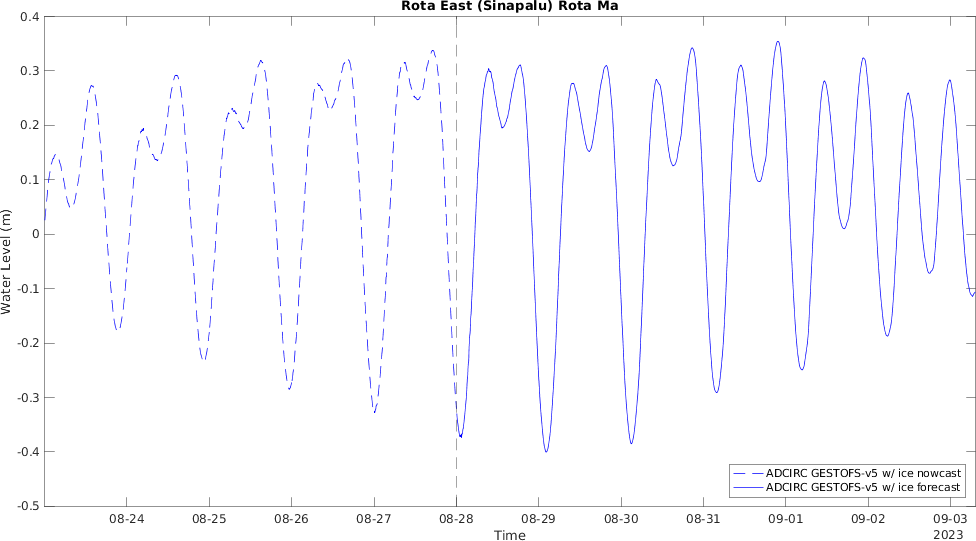 Rota East (Sinapalu) Rota Ma
0.4
0.3
0.2
0.1
0
-0.1
-0.2
-0.3
-0.4
-0.5
Water Level (m)
ADCIRC GESTOFS-v5 w/ ice nowcast
ADCIRC GESTOFS-v5 w/ ice forecast
08-24 08-25 08-26 08-27 08-28 08-29 08-30 08-31 09-01 09-02 09-03
2023
Time